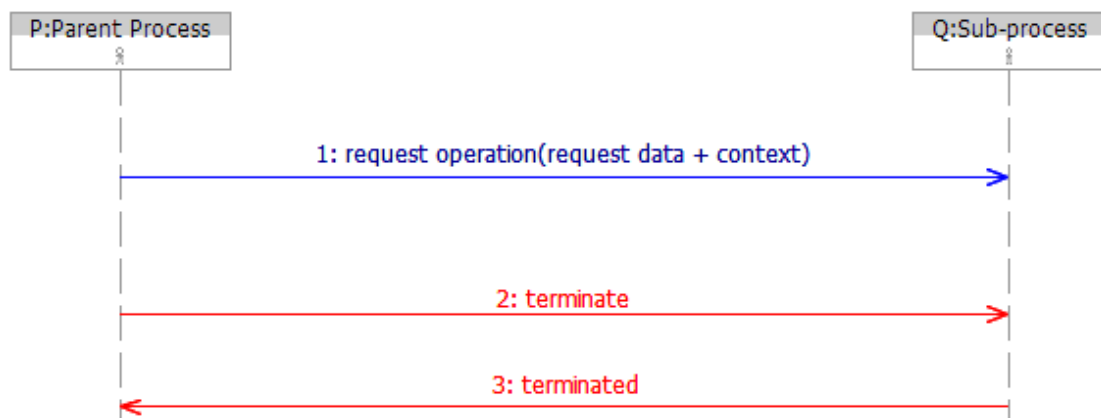 P:Parent Process
Q:Sub-process
1: request operation(request data + context)
2: terminate
3: terminated